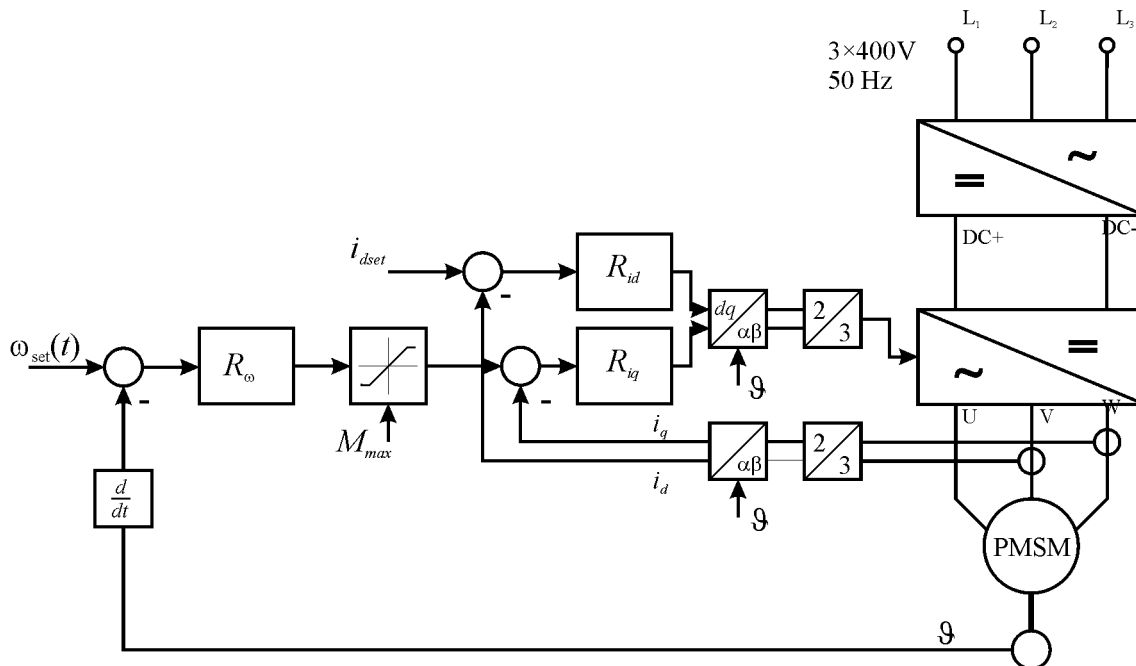 L₁ L₂ L₃
3×400V
50 Hz
~
=
DC+ DC-
i_dset
-
R_id
dq
αβ
2
3
ω_set(t)
-
R_ω
M_max
-
R_iq
ϑ
=
~
U V W
i_q
i_d
αβ
2
3
ϑ
d
dt
PMSM
ϑ